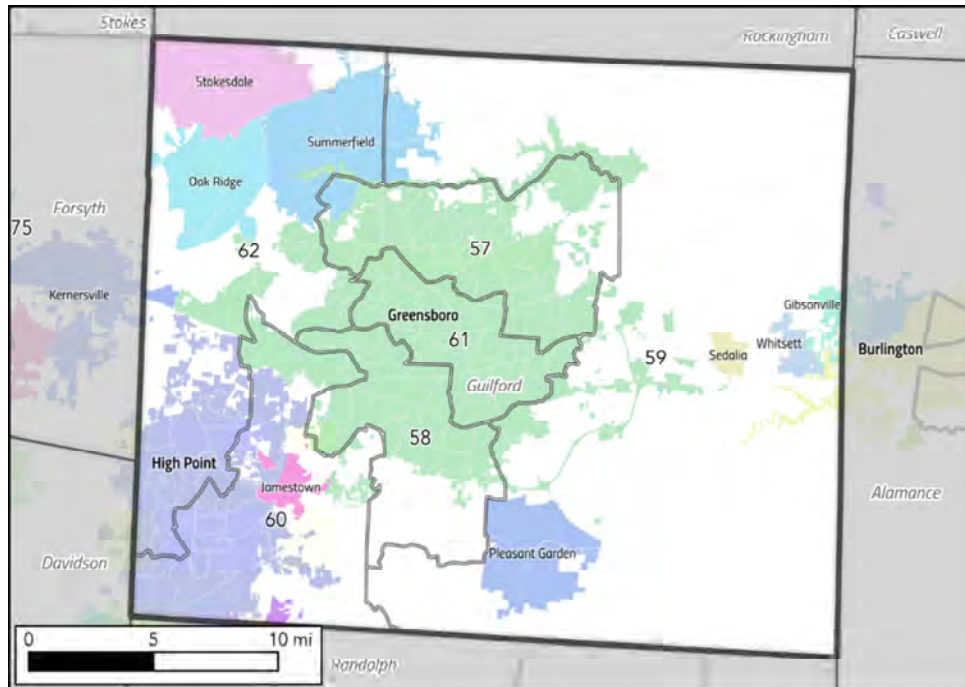 Stokes
Rockingham
Caswell
Stokesdale
Summerfield
Oak Ridge
Forsyth
75
62
57
Kernersville
Greensboro
61
59
Gibsonville
Whitsett
Sedalia
Burlington
Guilford
58
High Point
Jamestown
60
Alamance
Davidson
Pleasant Garden
0 5 10 mi
Randolph